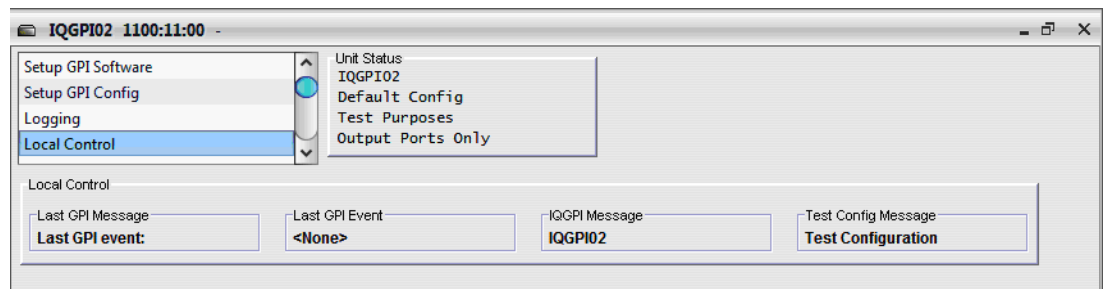 IQGPI02 1100:11:00 -
Setup GPI Software
Setup GPI Config
Logging
Local Control
Unit Status
IQGPI02
Default Config
Test Purposes
Output Ports Only
Local Control
Last GPI Message
Last GPI event:
Last GPI Event
<None>
IQGPI Message
IQGPI02
Test Config Message
Test Configuration